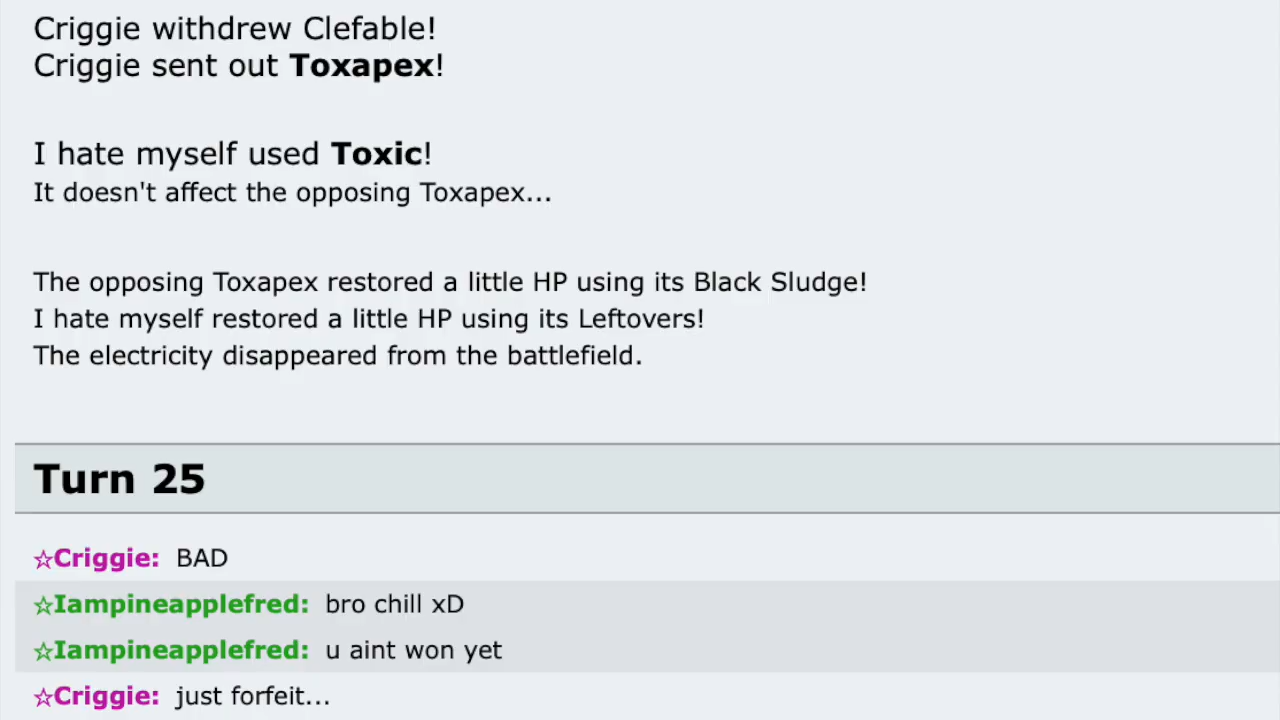 Criggie withdrew Clefable!
Criggie sent out Toxapex!
I hate myself used Toxic!
It doesn't affect the opposing Toxapex...
The opposing Toxapex restored a little HP using its Black Sludge!
I hate myself restored a little HP using its Leftovers!
The electricity disappeared from the battlefield.
Turn 25
☆Criggie: BAD
☆Iampineapplefred: bro chill xD
☆Iampineapplefred: u aint won yet
☆Criggie: just forfeit...